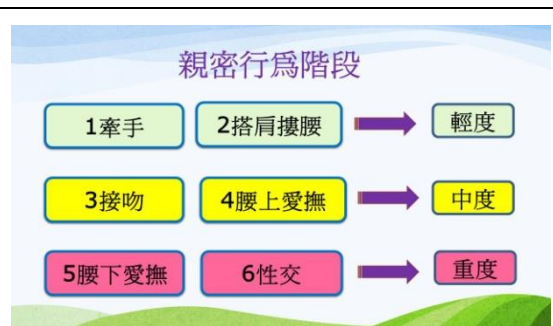 親密行爲階段
1牽手 2搭肩摟腰 輕度
3接吻 4腰上愛撫 中度
5腰下愛撫 6性交 重度